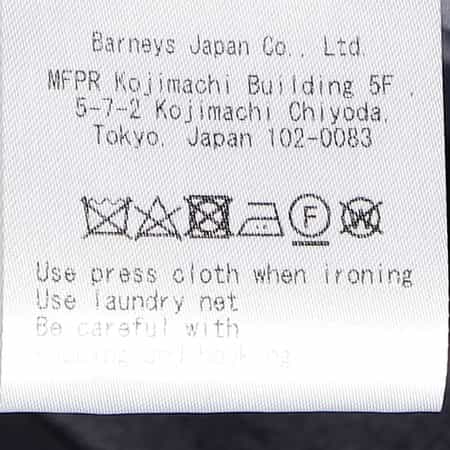 Barneys Japan Co., Ltd.
MFPR Kojimachi Building 5F ,
5-7-2 Kojimachi Chiyoda,
Tokyo, Japan 102-0083
F
W
Use press cloth when ironing
Use laundry net
Be careful with
and